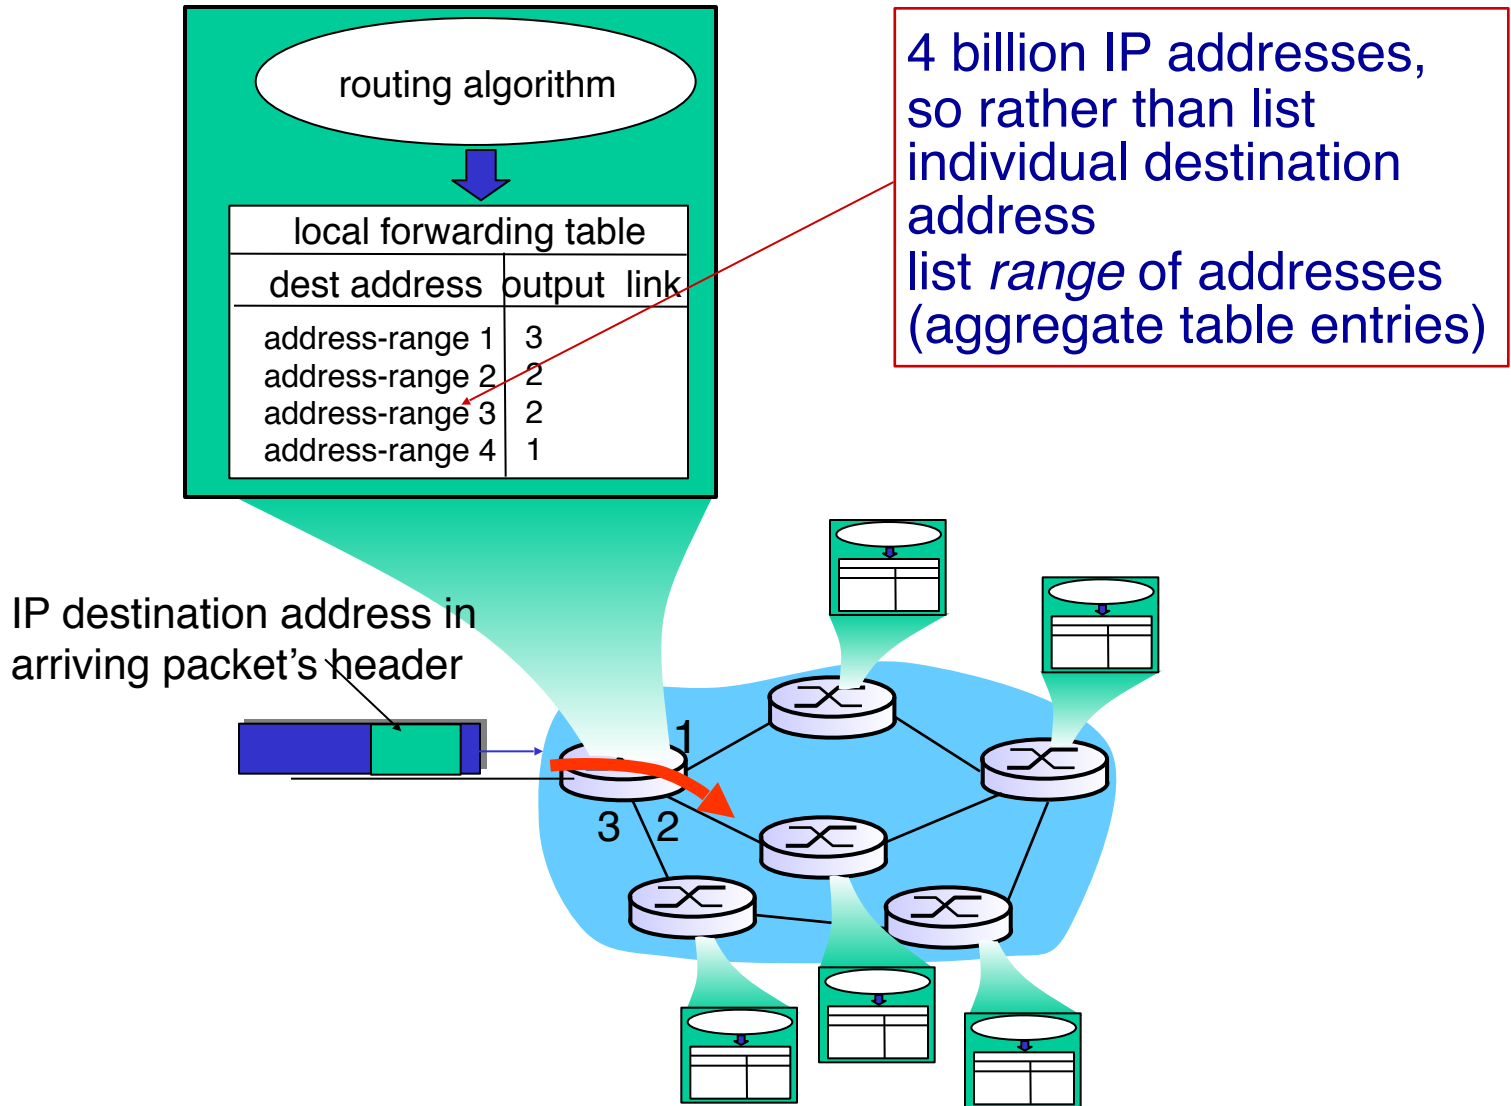 routing algorithm
local forwarding table
dest address output link
address-range 1 3
address-range 2 2
address-range 3 2
address-range 4 1
4 billion IP addresses,
so rather than list
individual destination
address
list range of addresses
(aggregate table entries)
IP destination address in
arriving packet's header
1
3 2